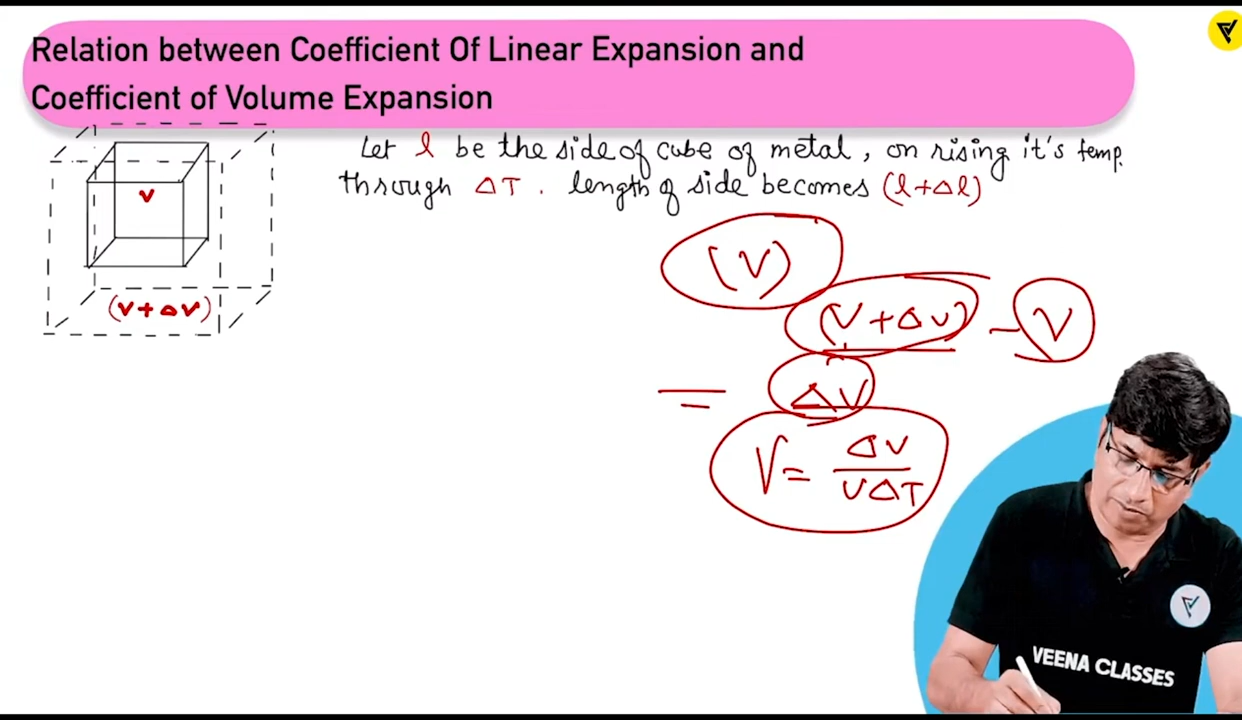 Relation between Coefficient Of Linear Expansion and
Coefficient of Volume Expansion
Let l be the side of cube of metal, on rising it's temp.
through ΔT. length of side becomes (l+Δl)
V
(V+ΔV)
(V)
(V+ΔV) - V
= ΔV
γ = ΔV / VΔT
VEENA CLASSES